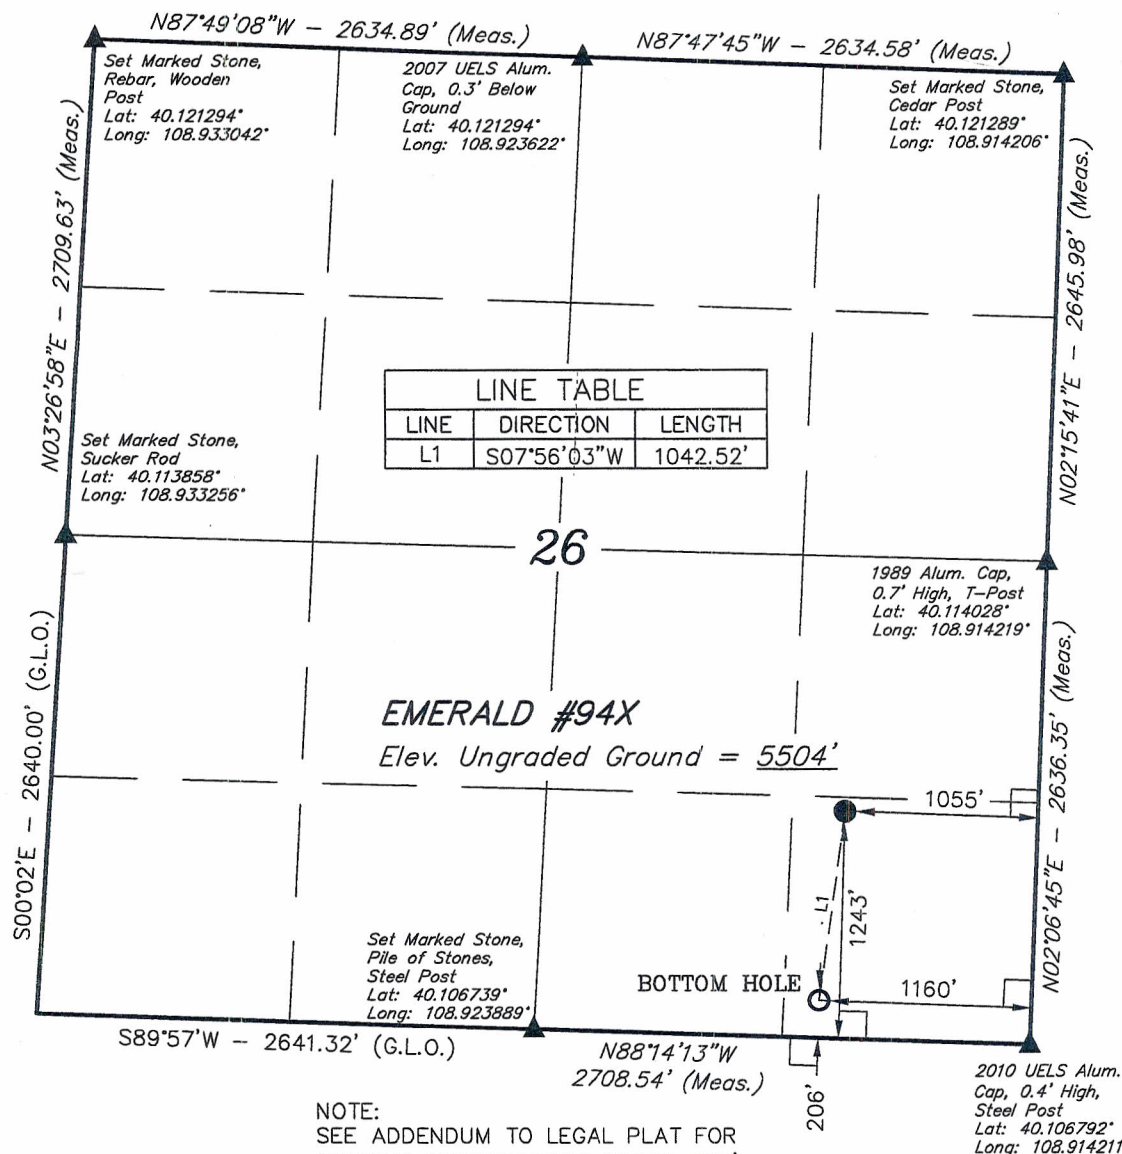 N87°49'08"W - 2634.89' (Meas.)
N87°47'45"W - 2634.58' (Meas.)
Set Marked Stone,
Rebar, Wooden
Post
Lat: 40.121294°
Long: 108.933042°
2007 UELS Alum.
Cap, 0.3' Below
Ground
Lat: 40.121294°
Long: 108.923622°
Set Marked Stone,
Cedar Post
Lat: 40.121289°
Long: 108.914206°
N03°26'58"E - 2709.63' (Meas.)
N02°15'41"E - 2645.98' (Meas.)
LINE TABLE
LINE DIRECTION LENGTH
L1 S07°56'03"W 1042.52'
Set Marked Stone,
Sucker Rod
Lat: 40.113858°
Long: 108.933256°
26
1989 Alum. Cap,
0.7' High, T-Post
Lat: 40.114028°
Long: 108.914219°
S00°02'E - 2640.00' (G.L.O.)
N02°06'45"E - 2636.35' (Meas.)
EMERALD #94X
Elev. Ungraded Ground = 5504'
1055'
L1
1243'
Set Marked Stone,
Pile of Stones,
Steel Post
Lat: 40.106739°
Long: 108.923889°
BOTTOM HOLE
1160'
S89°57'W - 2641.32' (G.L.O.)
N88°14'13"W
2708.54' (Meas.)
206'
2010 UELS Alum.
Cap, 0.4' High,
Steel Post
Lat: 40.106792°
Long: 108.914211
NOTE:
SEE ADDENDUM TO LEGAL PLAT FOR